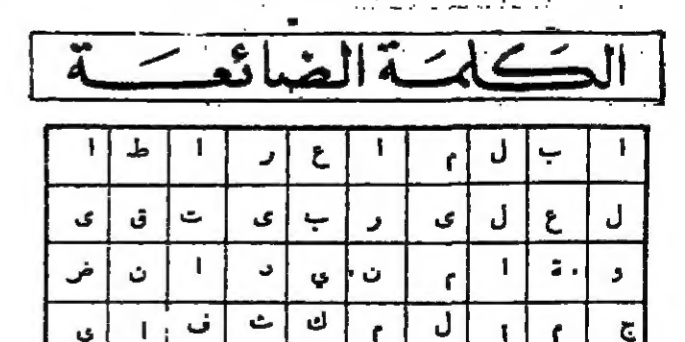 الكلمة الضائعة
ا ب ل م ا ع ر ا ط ا
ل ع ل ى ر ب ى ت ق ى
و ة ا م ن ي د ا ن ض
ج م ا ل م ك ث ف ا ى